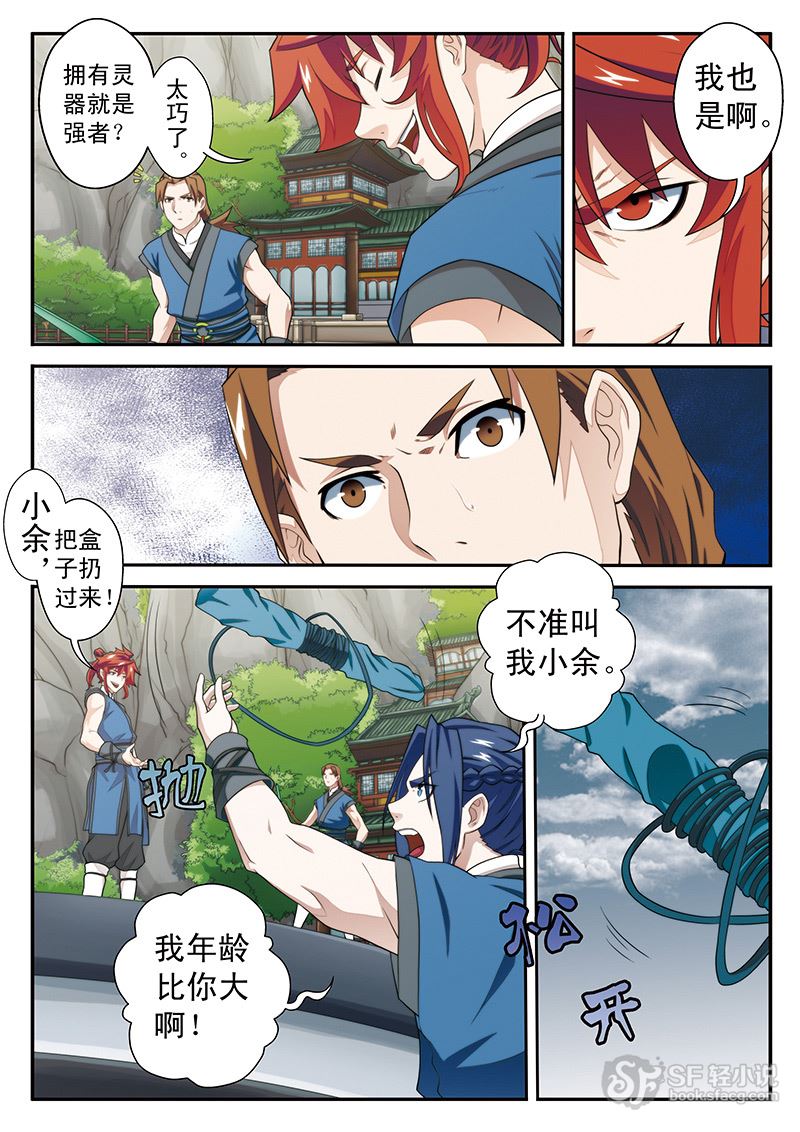 拥有灵
器就是
强者？
太巧了。
我也
是啊。
小余，
把盒
子扔
过来！
不准叫
我小余。
抛
我年龄
比你大
啊！
松
开
SF轻小说
book.sfacg.com